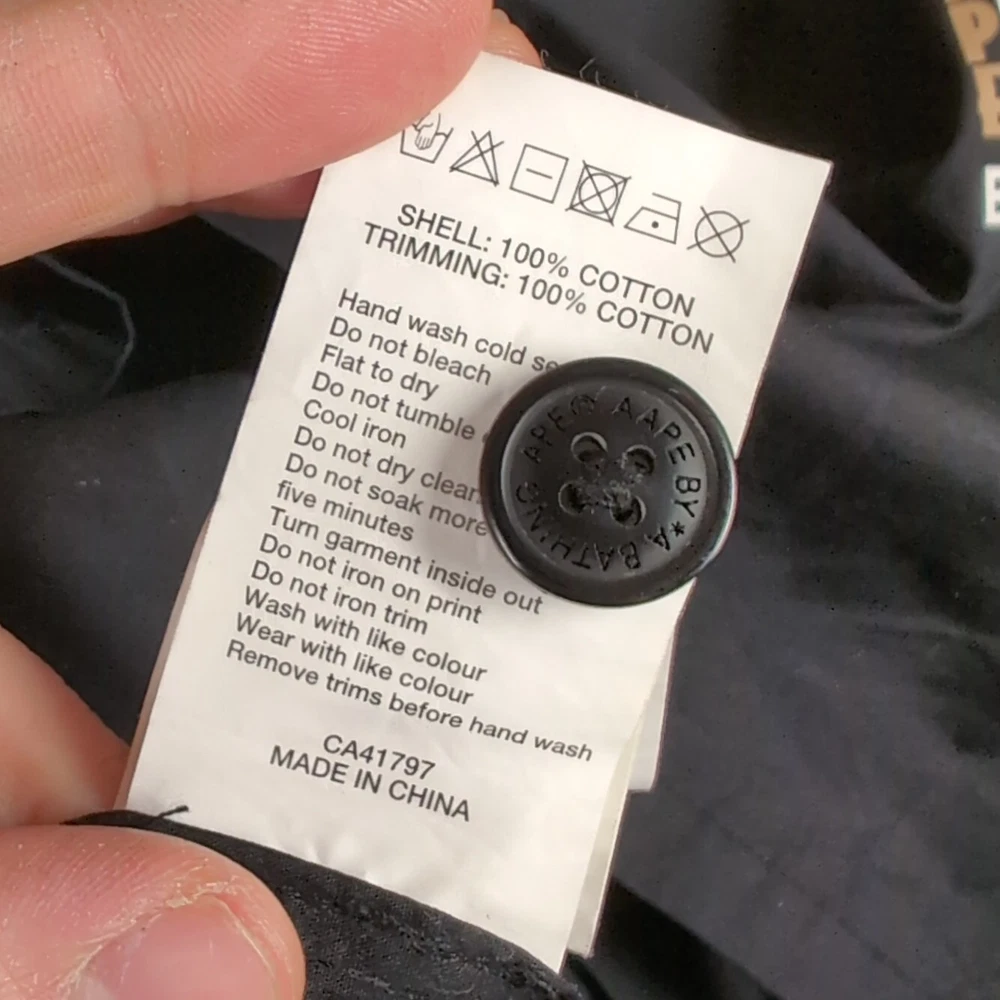 SHELL: 100% COTTON
TRIMMING: 100% COTTON
Hand wash cold
Do not bleach
Flat to dry
Do not tumble
Cool iron
Do not dry clean
Do not soak more
five minutes
Turn garment inside out
Do not iron on print
Do not iron trim
Wash with like colour
Wear with like colour
Remove trims before hand wash
CA41797
MADE IN CHINA
AAPE BY*A BATHING APE®
P
E